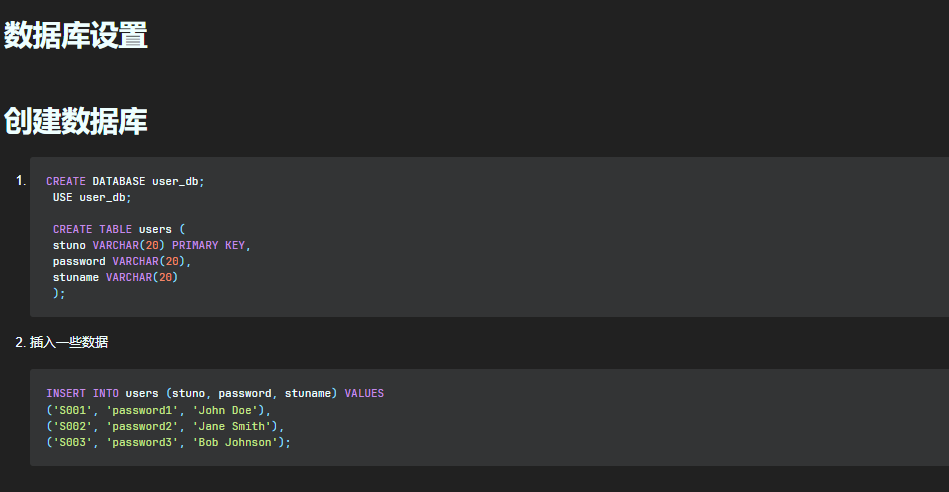 数据库设置
创建数据库
1.
CREATE DATABASE user_db;
USE user_db;
CREATE TABLE users (
stuno VARCHAR(20) PRIMARY KEY,
password VARCHAR(20),
stuname VARCHAR(20)
);
2. 插入一些数据
INSERT INTO users (stuno, password, stuname) VALUES
('S001', 'password1', 'John Doe'),
('S002', 'password2', 'Jane Smith'),
('S003', 'password3', 'Bob Johnson');